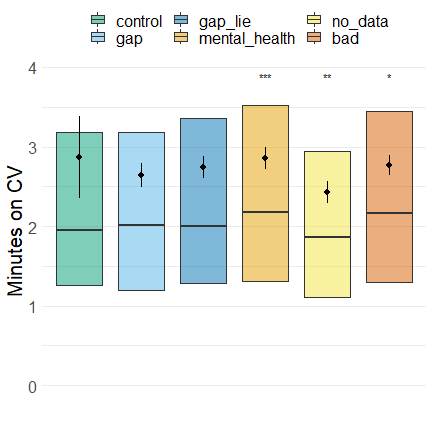 control gap_lie no_data
gap mental_health bad
4
*** ** *
3
2
1
0
Minutes on CV